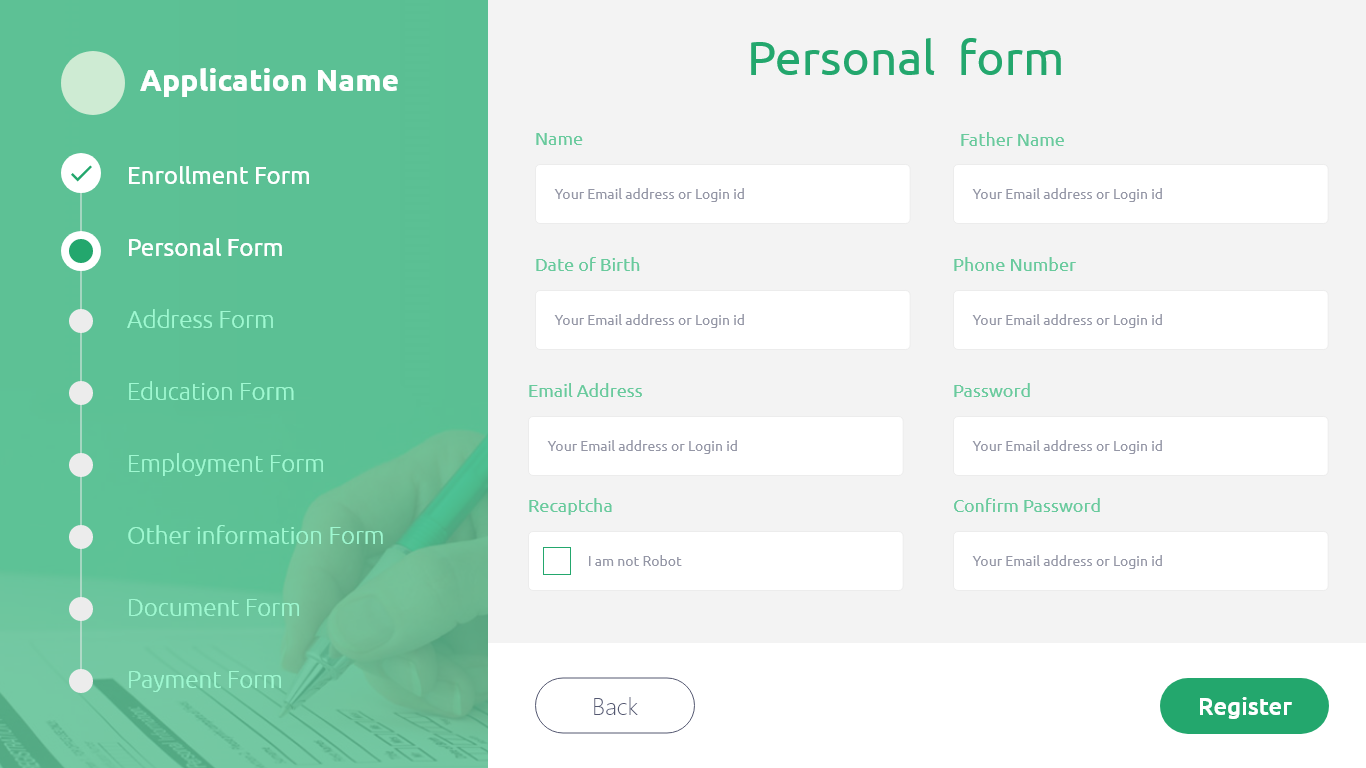 Application Name
Enrollment Form
Personal Form
Address Form
Education Form
Employment Form
Other information Form
Document Form
Payment Form
Personal form
Name
Father Name
Your Email address or Login id
Your Email address or Login id
Date of Birth
Phone Number
Your Email address or Login id
Your Email address or Login id
Email Address
Password
Your Email address or Login id
Your Email address or Login id
Recaptcha
Confirm Password
I am not Robot
Your Email address or Login id
Back
Register